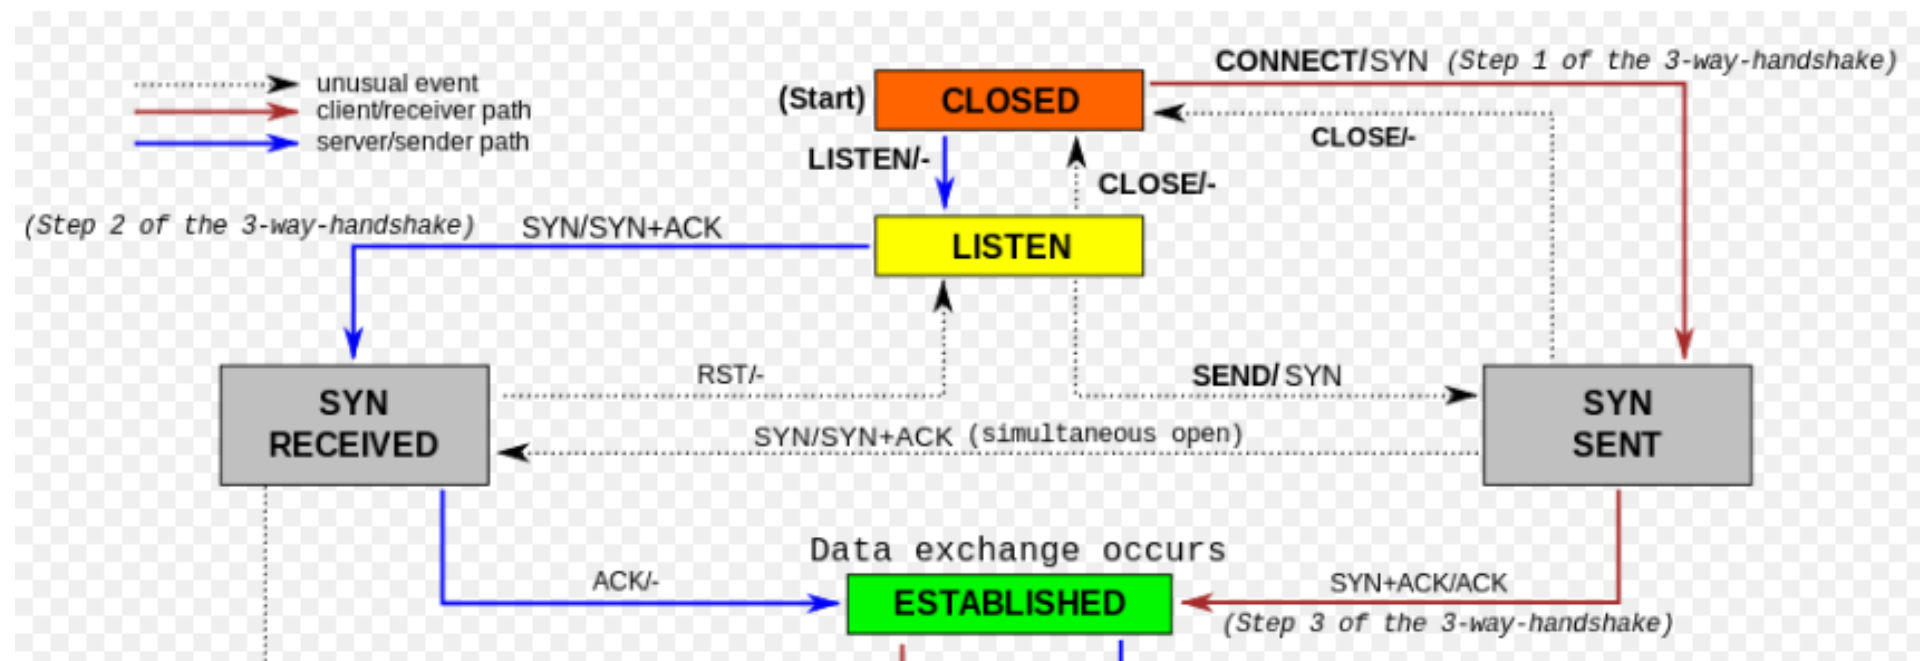 CONNECT/SYN (Step 1 of the 3-way-handshake)
unusual event
client/receiver path
server/sender path
(Start)
CLOSED
CLOSE/-
LISTEN/-
CLOSE/-
(Step 2 of the 3-way-handshake)
SYN/SYN+ACK
LISTEN
RST/-
SEND/ SYN
SYN
RECEIVED
SYN
SENT
SYN/SYN+ACK (simultaneous open)
Data exchange occurs
ACK/-
ESTABLISHED
SYN+ACK/ACK
(Step 3 of the 3-way-handshake)